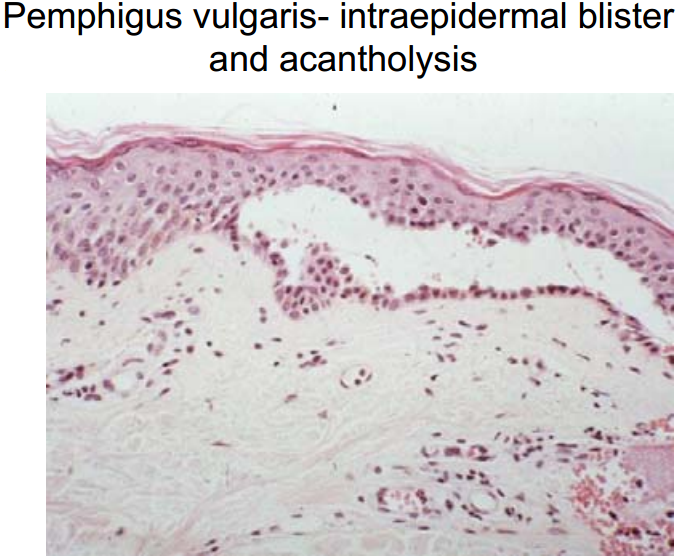 Pemphigus vulgaris- intraepidermal blister
and acantholysis